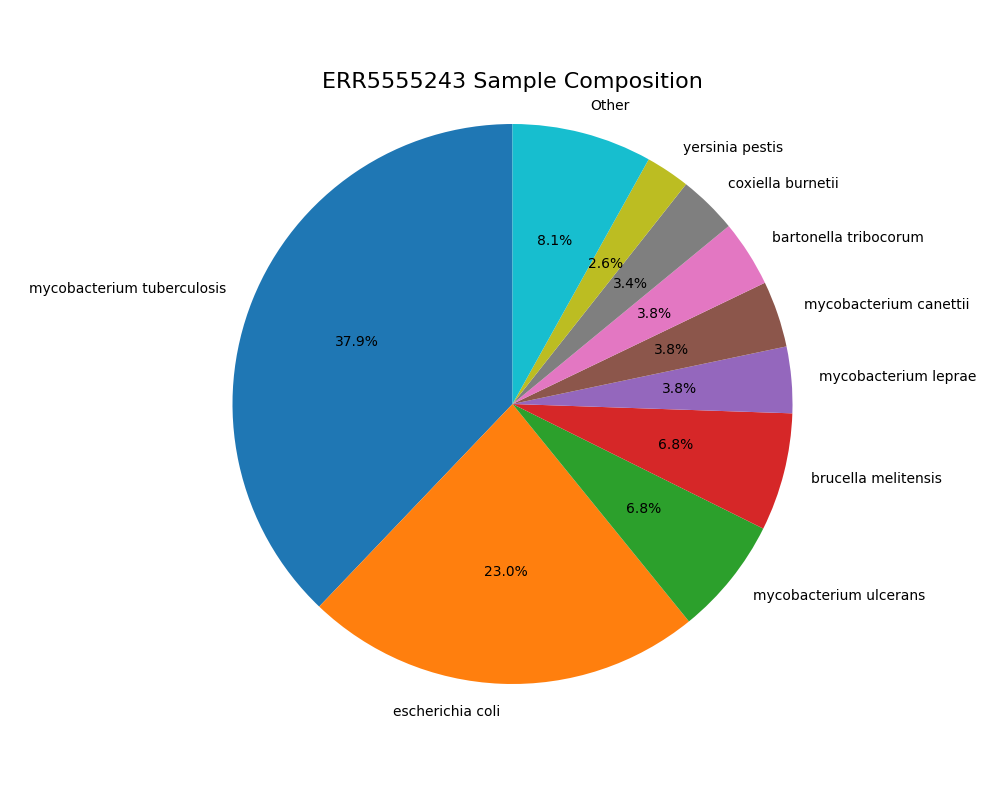 ERR5555243 Sample Composition
Other
yersinia pestis
coxiella burnetii
bartonella tribocorum
mycobacterium canettii
mycobacterium leprae
brucella melitensis
mycobacterium ulcerans
escherichia coli
mycobacterium tuberculosis
8.1%
2.6%
3.4%
3.8%
3.8%
3.8%
6.8%
6.8%
23.0%
37.9%